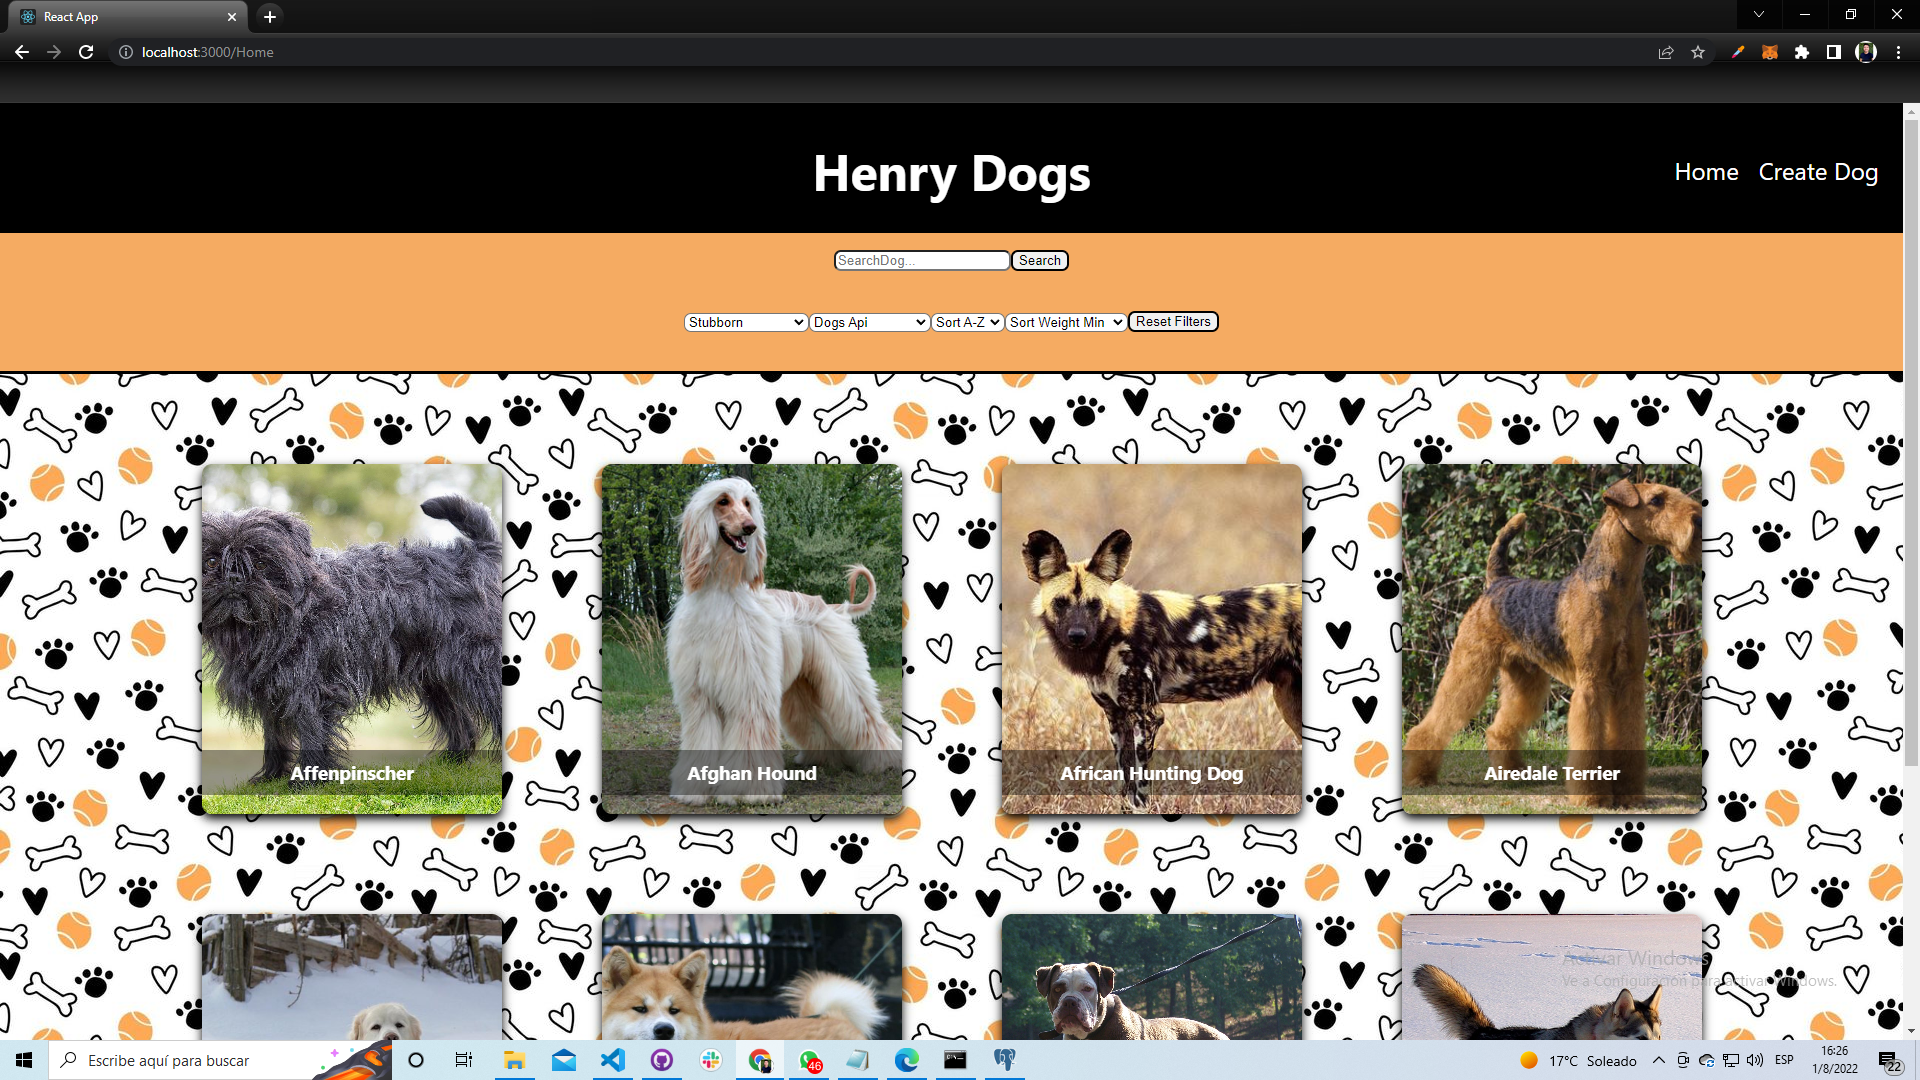 React App
localhost:3000/Home
Henry Dogs
Home Create Dog
SearchDog... Search
Stubborn Dogs Api Sort A-Z Sort Weight Min Reset Filters
Affenpinscher
Afghan Hound
African Hunting Dog
Airedale Terrier
Activar Windows
Ve a Configuración para activar Windows.
Escribe aquí para buscar
46
17°C Soleado
ESP
16:26
1/8/2022
22